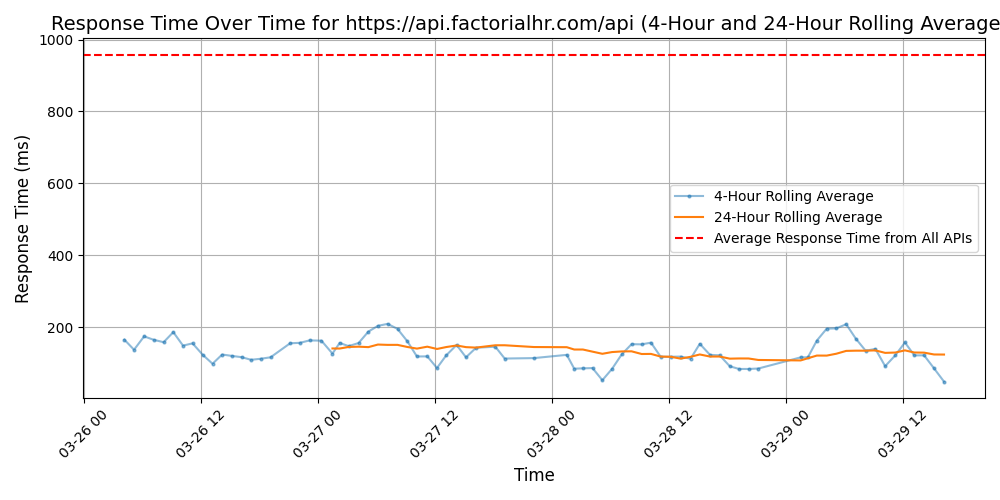 Response Time Over Time for https://api.factorialhr.com/api (4-Hour and 24-Hour Rolling Average
Response Time (ms)
1000
800
600
400
200
4-Hour Rolling Average
24-Hour Rolling Average
Average Response Time from All APIs
03-26 00
03-26 12
03-27 00
03-27 12
03-28 00
03-28 12
03-29 00
03-29 12
Time